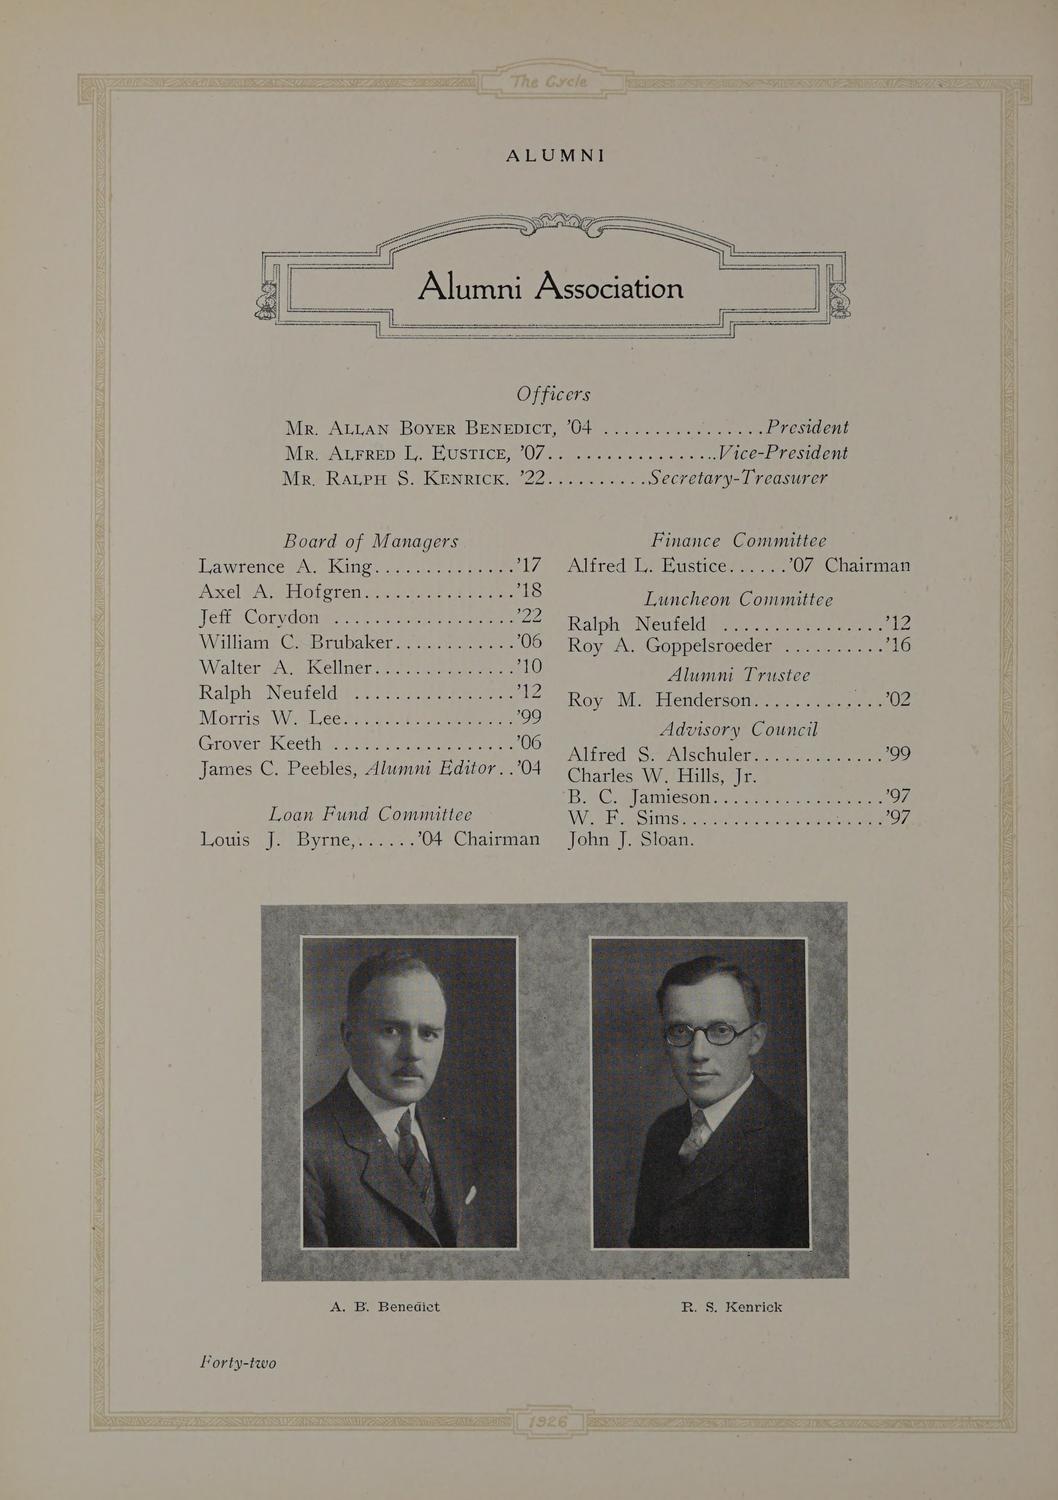 The Cycle
ALUMNI
Alumni Association
Officers
Mr. Allan Boyer Benedict, '04 ................President
Mr. Alfred L. Eustice, '07.. ..............Vice-President
Mr. Ralph S. Kenrick. '22..........Secretary-Treasurer
Board of Managers
Lawrence A. King..............'17
Axel A. Hofgren...............'18
Jeff Corydon ..................'22
William C. Brubaker............'06
Walter A. Kellner..............'10
Ralph Neufeld ................'12
Morris W. Lee.................'99
Grover Keeth ..................'06
James C. Peebles, Alumni Editor..'04
Loan Fund Committee
Louis J. Byrne,......'04 Chairman
Finance Committee
Alfred L. Eustice......'07 Chairman
Luncheon Committee
Ralph Neufeld ................'12
Roy A. Goppelsroeder ..........'16
Alumni Trustee
Roy M. Henderson.............'02
Advisory Council
Alfred S. Alschuler.............'99
Charles W. Hills, Jr.
B. C. Jamieson.................'97
W. F. Sims....................'97
John J. Sloan.
A. B. Benedict
R. S. Kenrick
Forty-two
1926